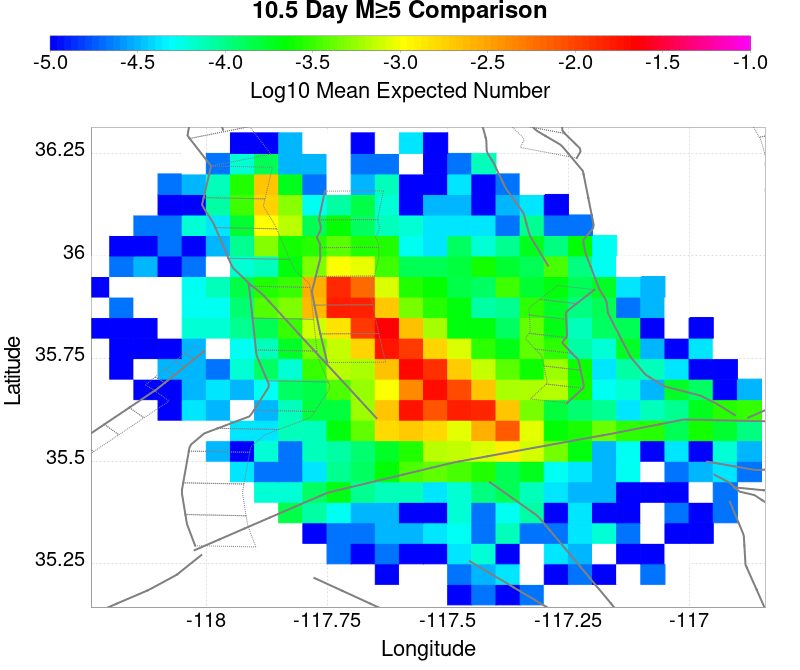 10.5 Day M≥5 Comparison
-5.0 -4.5 -4.0 -3.5 -3.0 -2.5 -2.0 -1.5 -1.0
Log10 Mean Expected Number
36.25
36
35.75
35.5
35.25
Latitude
-118 -117.75 -117.5 -117.25 -117
Longitude